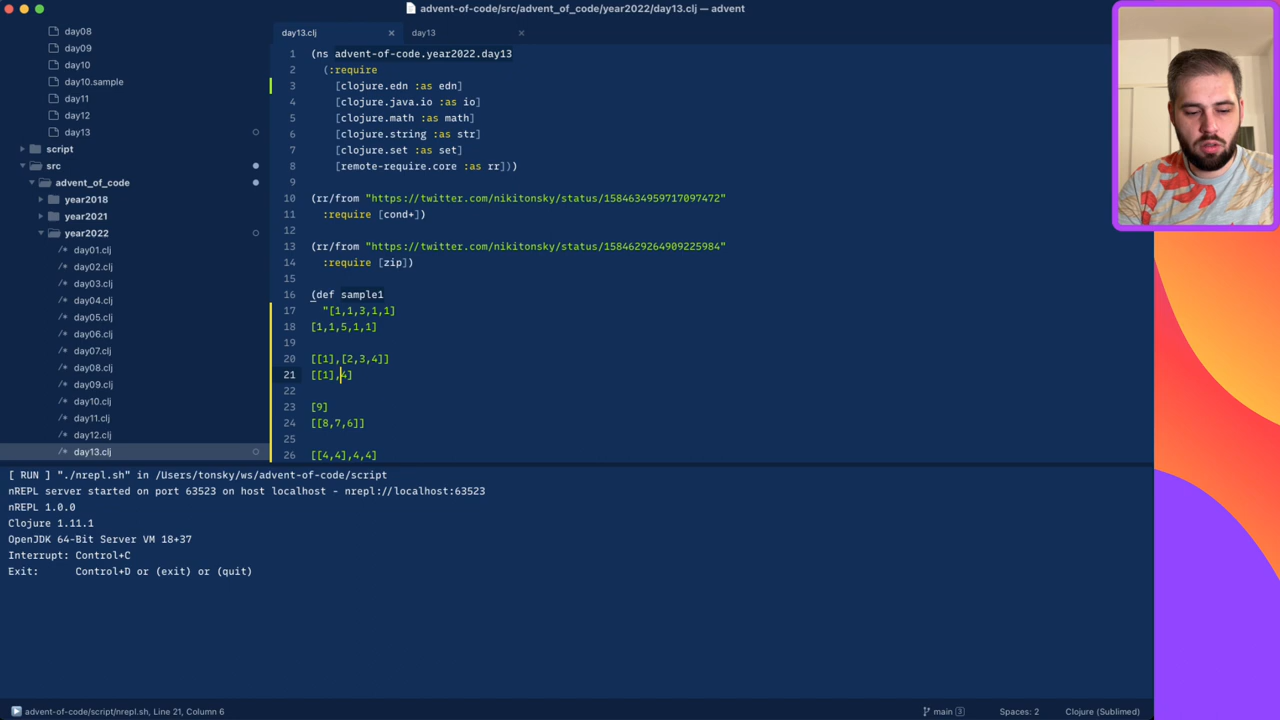 advent-of-code/src/advent_of_code/year2022/day13.clj — advent
day08
day09
day10
day10.sample
day11
day12
day13
script
src
advent_of_code
year2018
year2021
year2022
/* day01.clj
/* day02.clj
/* day03.clj
/* day04.clj
/* day05.clj
/* day06.clj
/* day07.clj
/* day08.clj
/* day09.clj
/* day10.clj
/* day11.clj
/* day12.clj
/* day13.clj
day13.clj ×
day13 ×
1 (ns advent-of-code.year2022.day13
2 (:require
3 [clojure.edn :as edn]
4 [clojure.java.io :as io]
5 [clojure.math :as math]
6 [clojure.string :as str]
7 [clojure.set :as set]
8 [remote-require.core :as rr]))
9
10 (rr/from "https://twitter.com/nikitonsky/status/1584634959717097472"
11 :require [cond+])
12
13 (rr/from "https://twitter.com/nikitonsky/status/1584629264909225984"
14 :require [zip])
15
16 (def sample1
17 "[1,1,3,1,1]
18 [1,1,5,1,1]
19
20 [[1],[2,3,4]]
21 [[1],4]
22
23 [9]
24 [[8,7,6]]
25
26 [[4,4],4,4]
[ RUN ] "./nrepl.sh" in /Users/tonsky/ws/advent-of-code/script
nREPL server started on port 63523 on host localhost - nrepl://localhost:63523
nREPL 1.0.0
Clojure 1.11.1
OpenJDK 64-Bit Server VM 18+37
Interrupt: Control+C
Exit: Control+D or (exit) or (quit)
advent-of-code/script/nrepl.sh, Line 21, Column 6
main 3
Spaces: 2
Clojure (Sublimed)